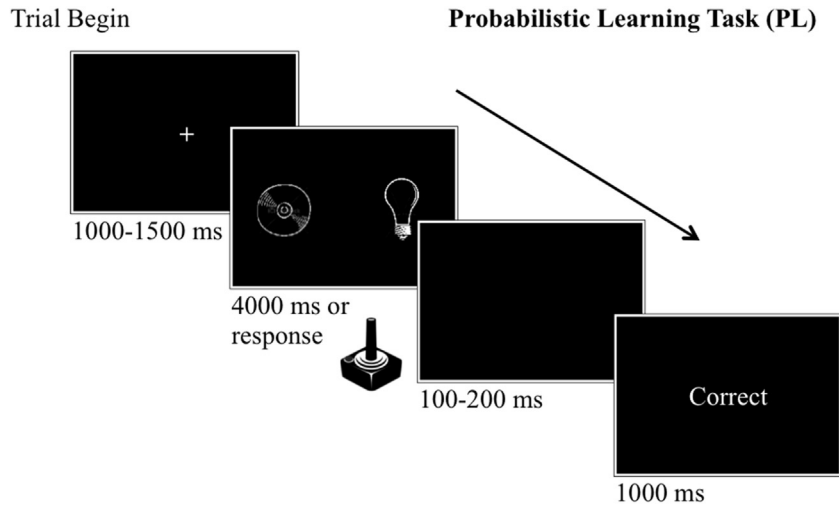 Trial Begin
Probabilistic Learning Task (PL)
1000-1500 ms
4000 ms or
response
100-200 ms
Correct
1000 ms